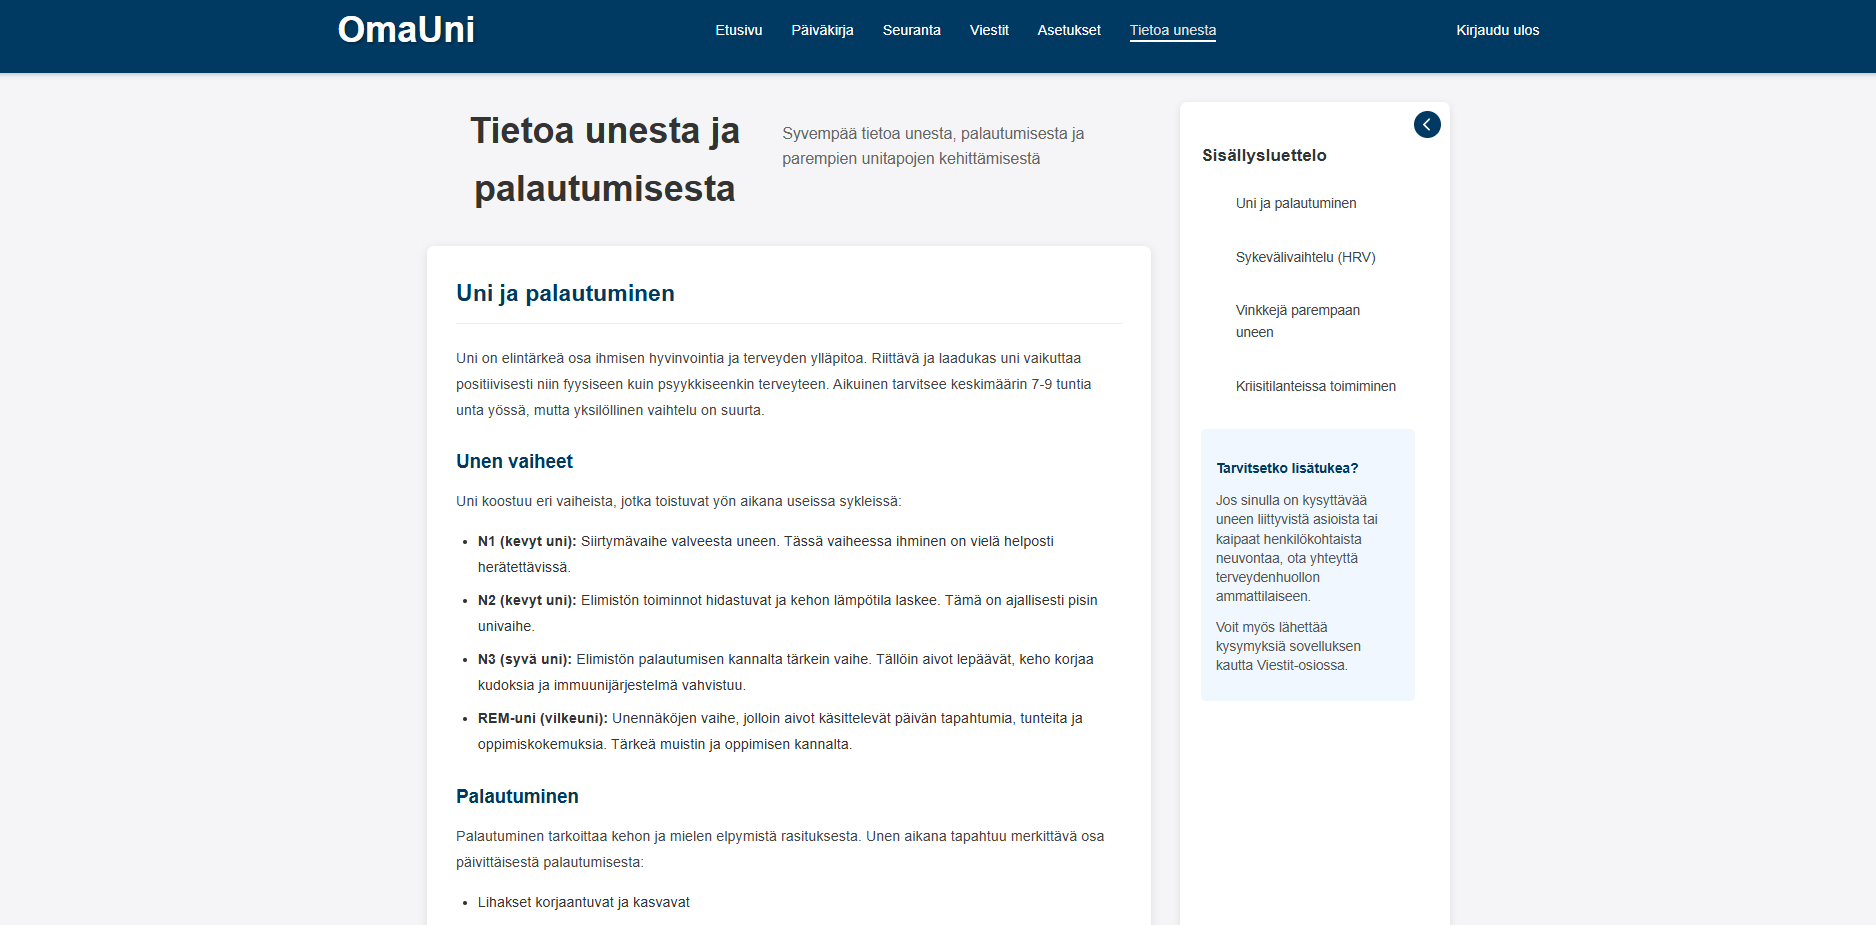 OmaUni
Etusivu
Päiväkirja
Seuranta
Viestit
Asetukset
Tietoa unesta
Kirjaudu ulos
Tietoa unesta ja
palautumisesta
Syvempää tietoa unesta, palautumisesta ja
parempien unitapojen kehittämisestä
Uni ja palautuminen
Uni on elintärkeä osa ihmisen hyvinvointia ja terveyden ylläpitoa. Riittävä ja laadukas uni vaikuttaa
positiivisesti niin fyysiseen kuin psyykkiseenkin terveyteen. Aikuinen tarvitsee keskimäärin 7-9 tuntia
unta yössä, mutta yksilöllinen vaihtelu on suurta.
Unen vaiheet
Uni koostuu eri vaiheista, jotka toistuvat yön aikana useissa sykleissä:
• N1 (kevyt uni): Siirtymävaihe valveesta uneen. Tässä vaiheessa ihminen on vielä helposti
herätettävissä.
• N2 (kevyt uni): Elimistön toiminnot hidastuvat ja kehon lämpötila laskee. Tämä on ajallisesti pisin
univaihe.
• N3 (syvä uni): Elimistön palautumisen kannalta tärkein vaihe. Tällöin aivot lepäävät, keho korjaa
kudoksia ja immuunijärjestelmä vahvistuu.
• REM-uni (vilkeuni): Unennäköjen vaihe, jolloin aivot käsittelevät päivän tapahtumia, tunteita ja
oppimiskokemuksia. Tärkeä muistin ja oppimisen kannalta.
Palautuminen
Palautuminen tarkoittaa kehon ja mielen elpymistä rasituksesta. Unen aikana tapahtuu merkittävä osa
päivittäisestä palautumisesta:
• Lihakset korjaantuvat ja kasvavat
Sisällysluettelo
Uni ja palautuminen
Sykevälivaihtelu (HRV)
Vinkkejä parempaan
uneen
Kriisitilanteissa toimiminen
Tarvitsetko lisätukea?
Jos sinulla on kysyttävää
uneen liittyvistä asioista tai
kaipaat henkilökohtaista
neuvontaa, ota yhteyttä
terveydenhuollon
ammattilaiseen.
Voit myös lähettää
kysymyksiä sovelluksen
kautta Viestit-osiossa.